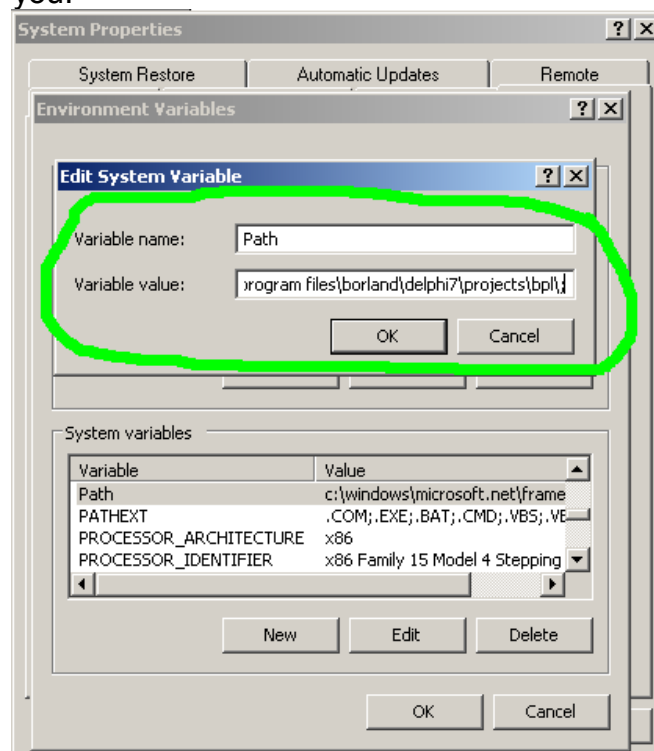 your
System Properties
System Restore Automatic Updates Remote
Environment Variables
Edit System Variable
Variable name: Path
Variable value: program files\borland\delphi7\projects\bpl\;
OK Cancel
System variables
Variable Value
Path c:\windows\microsoft.net\frame
PATHEXT .COM;.EXE;.BAT;.CMD;.VBS;.VE
PROCESSOR_ARCHITECTURE x86
PROCESSOR_IDENTIFIER x86 Family 15 Model 4 Stepping
New Edit Delete
OK Cancel